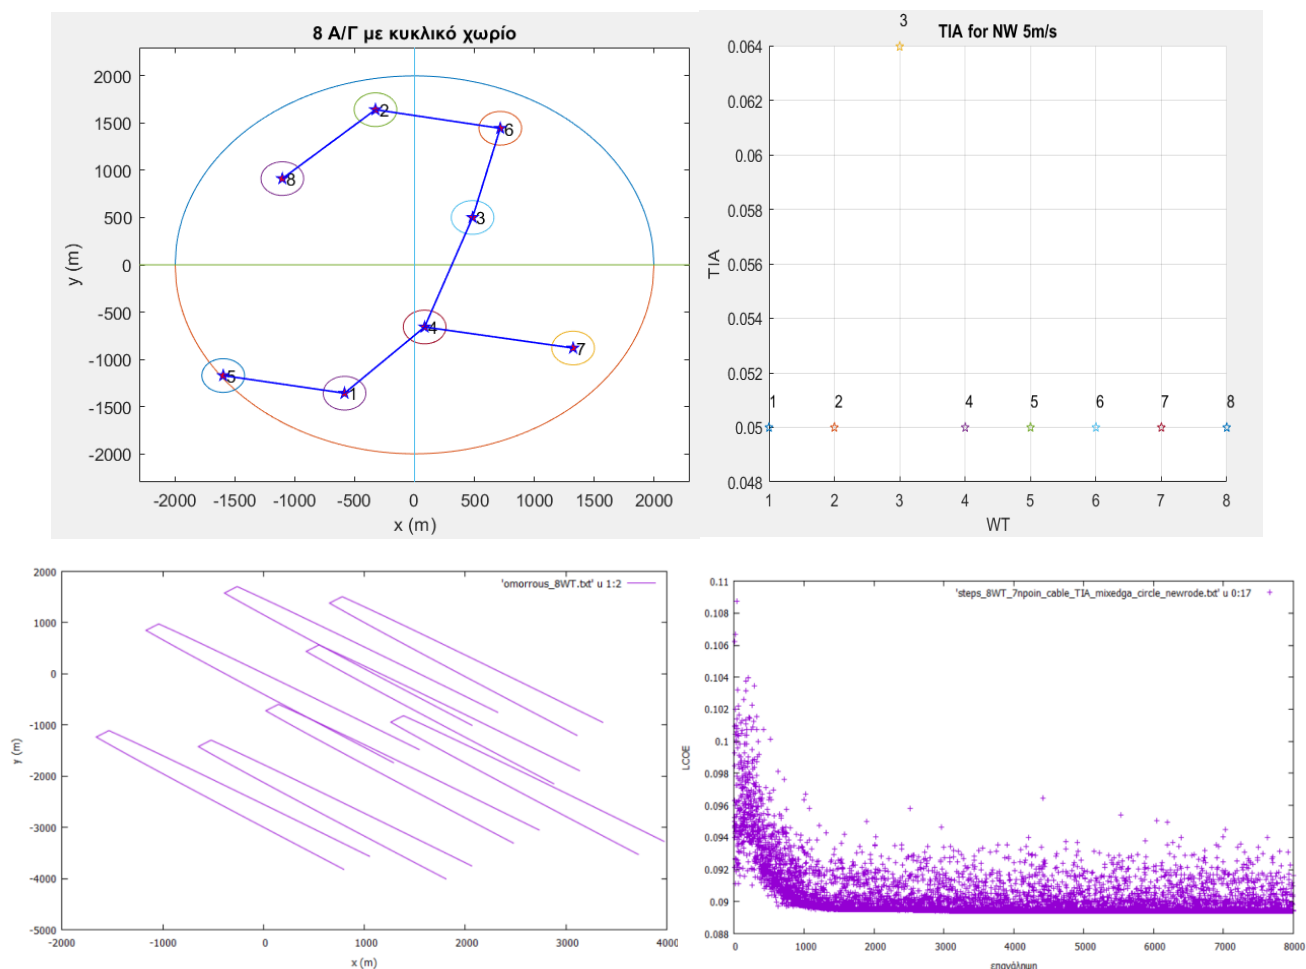 8 Α/Γ με κυκλικό χωρίο
2000
1500
1000
500
0
-500
-1000
-1500
-2000
y (m)
2
6
8
3
4
7
5
1
-2000 -1500 -1000 -500 0 500 1000 1500 2000
x (m)
TIA for NW 5m/s
3
0.064
0.062
0.06
0.058
0.056
0.054
0.052
0.05
0.048
TIA
1 2 4 5 6 7 8
1 2 3 4 5 6 7 8
WT
'omorrous_8WT.txt' u 1:2
2000
1000
0
-1000
-2000
-3000
-4000
-5000
y (m)
-2000 -1000 0 1000 2000 3000 4000
x (m)
'steps_8WT_7npoin_cable_TIA_mixedga_circle_newrode.txt' u 0:17
0.11
0.108
0.106
0.104
0.102
0.1
0.098
0.096
0.094
0.092
0.09
0.088
LCOE
0 1000 2000 3000 4000 5000 6000 7000 8000
επανάληψη